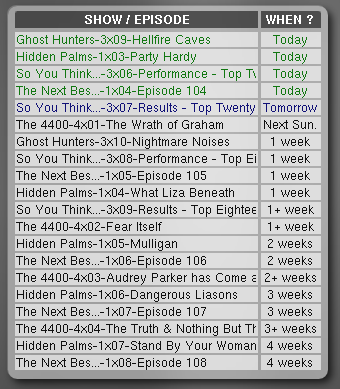 SHOW / EPISODE WHEN ?
Ghost Hunters-3x09-Hellfire Caves Today
Hidden Palms-1x03-Party Hardy Today
So You Think...-3x06-Performance - Top Tw Today
The Next Bes...-1x04-Episode 104 Today
So You Think...-3x07-Results - Top Twenty Tomorrow
The 4400-4x01-The Wrath of Graham Next Sun.
Ghost Hunters-3x10-Nightmare Noises 1 week
So You Think...-3x08-Performance - Top Ei 1 week
The Next Bes...-1x05-Episode 105 1 week
Hidden Palms-1x04-What Liza Beneath 1 week
So You Think...-3x09-Results - Top Eightee 1+ week
The 4400-4x02-Fear Itself 1+ week
Hidden Palms-1x05-Mulligan 2 weeks
The Next Bes...-1x06-Episode 106 2 weeks
The 4400-4x03-Audrey Parker has Come a 2+ weeks
Hidden Palms-1x06-Dangerous Liasons 3 weeks
The Next Bes...-1x07-Episode 107 3 weeks
The 4400-4x04-The Truth & Nothing But Th 3+ weeks
Hidden Palms-1x07-Stand By Your Woman 4 weeks
The Next Bes...-1x08-Episode 108 4 weeks